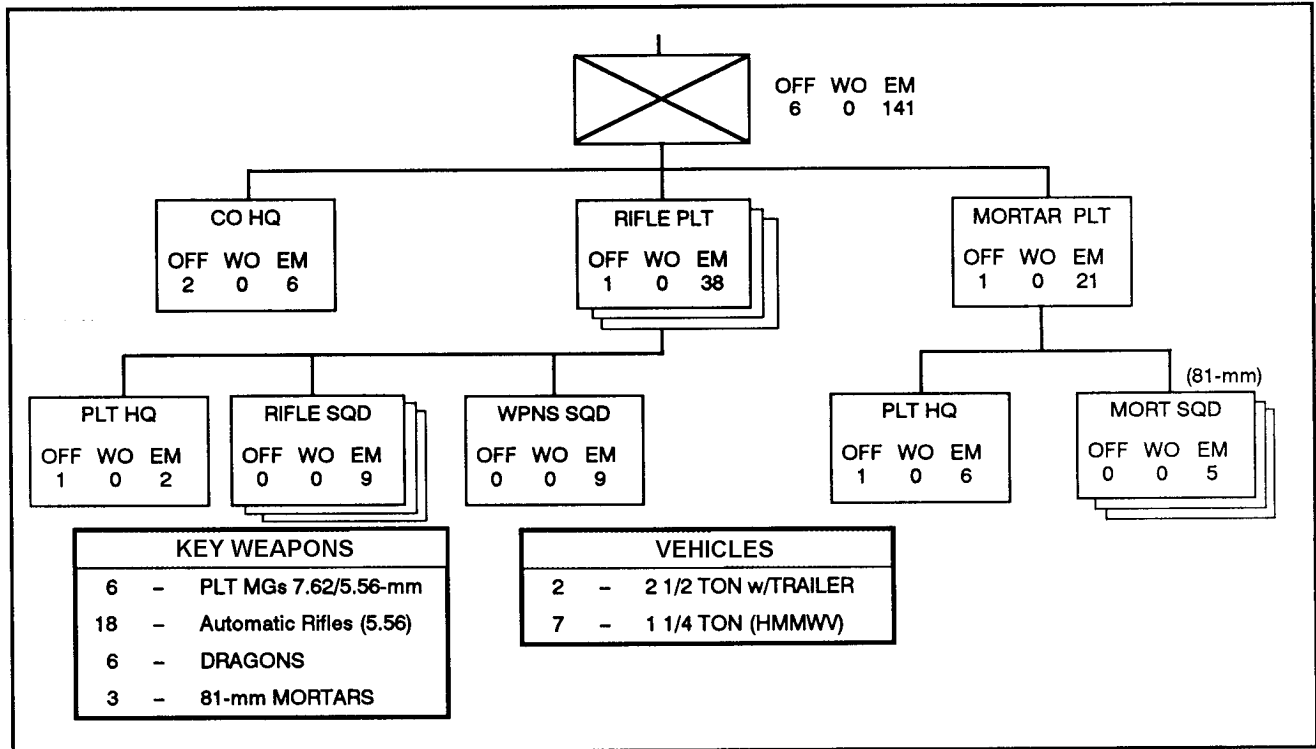 OFF WO EM
6 0 141
CO HQ
OFF WO EM
2 0 6
RIFLE PLT
OFF WO EM
1 0 38
MORTAR PLT
OFF WO EM
1 0 21
PLT HQ
OFF WO EM
1 0 2
RIFLE SQD
OFF WO EM
0 0 9
WPNS SQD
OFF WO EM
0 0 9
PLT HQ
OFF WO EM
1 0 6
(81-mm)
MORT SQD
OFF WO EM
0 0 5
KEY WEAPONS
6 – PLT MGs 7.62/5.56-mm
18 – Automatic Rifles (5.56)
6 – DRAGONS
3 – 81-mm MORTARS
VEHICLES
2 – 2 1/2 TON w/TRAILER
7 – 1 1/4 TON (HMMWV)